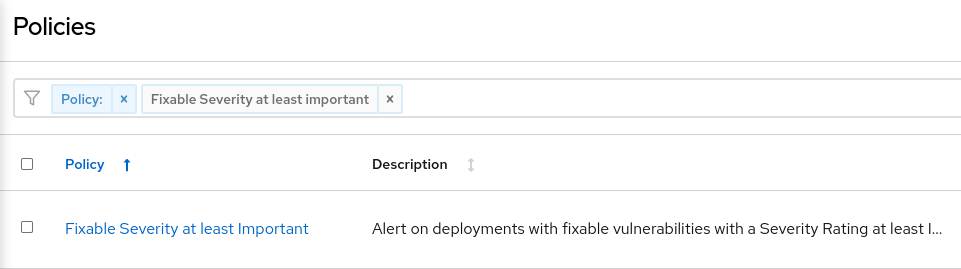 Policies
Policy: × Fixable Severity at least important ×
Policy Description
Fixable Severity at least Important Alert on deployments with fixable vulnerabilities with a Severity Rating at least I...